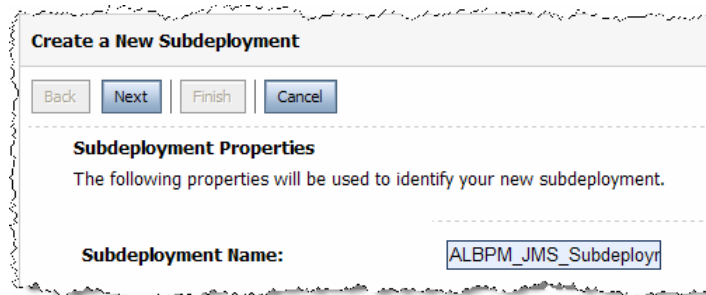 Create a New Subdeployment
Back Next Finish Cancel
Subdeployment Properties
The following properties will be used to identify your new subdeployment.
Subdeployment Name: ALBPM_JMS_Subdeployr